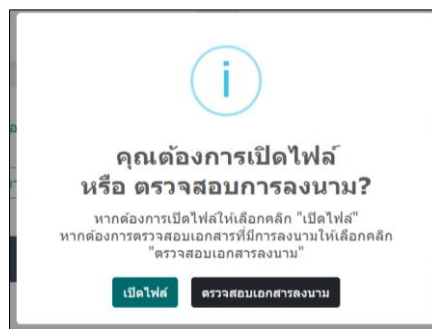 คุณต้องการเปิดไฟล์
หรือ ตรวจสอบการลงนาม?
หากต้องการเปิดไฟล์ให้เลือกคลิก "เปิดไฟล์"
หากต้องการตรวจสอบเอกสารที่มีการลงนามให้เลือกคลิก
"ตรวจสอบเอกสารลงนาม"
เปิดไฟล์ ตรวจสอบเอกสารลงนาม